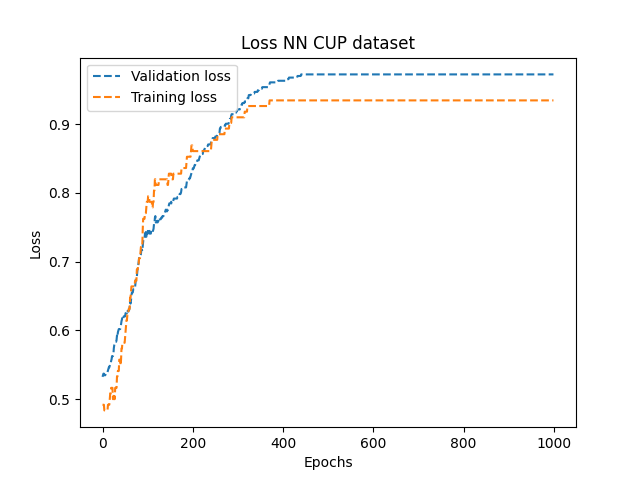 Loss NN CUP dataset
Validation loss
Training loss
0.9
0.8
0.7
0.6
0.5
Loss
0 200 400 600 800 1000
Epochs